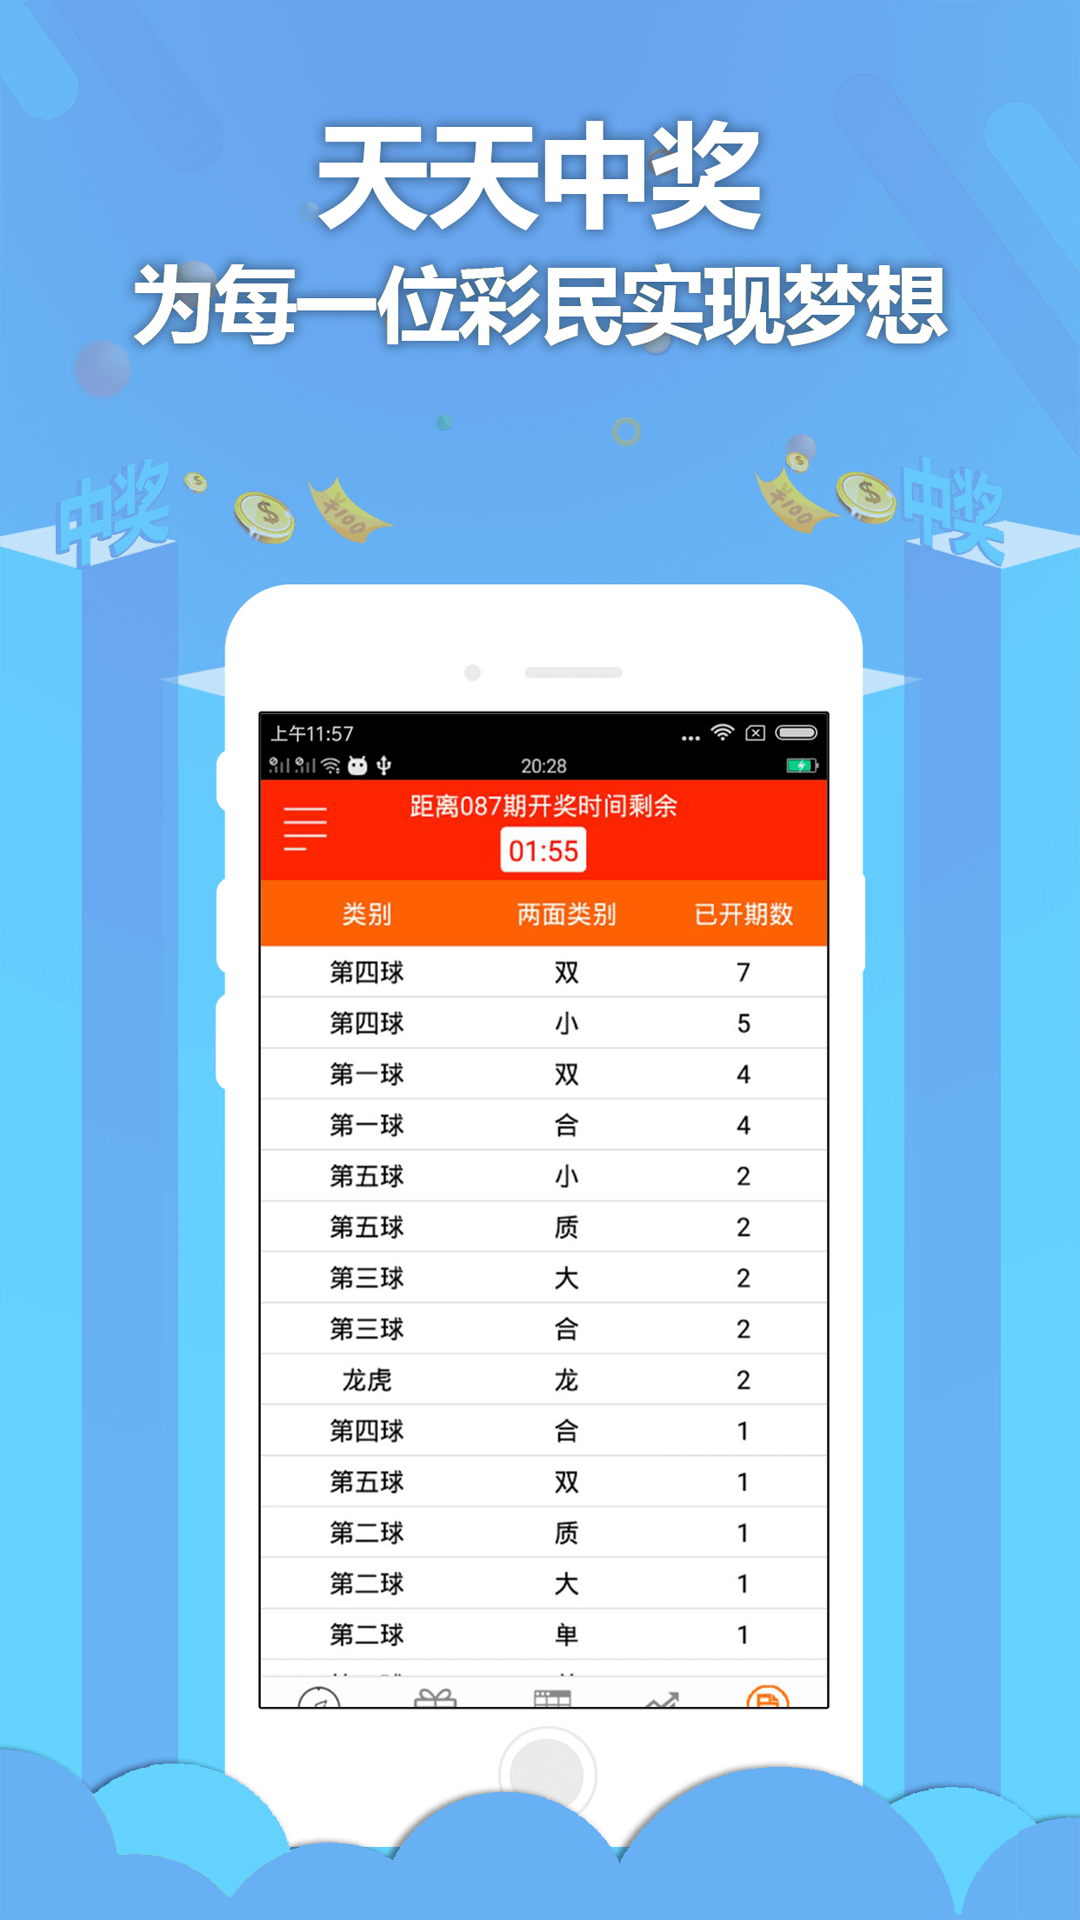 天天中奖
为每一位彩民实现梦想
中奖
中奖
$
$
¥100
¥100
$
$
上午11:57
20:28
距离087期开奖时间剩余
01:55
类别 两面类别 已开期数
第四球 双 7
第四球 小 5
第一球 双 4
第一球 合 4
第五球 小 2
第五球 质 2
第三球 大 2
第三球 合 2
龙虎 龙 2
第四球 合 1
第五球 双 1
第二球 质 1
第二球 大 1
第二球 单 1